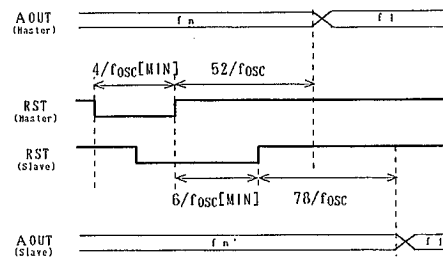 AOUT
(Master)
fn
f1
4/fosc[MIN]
52/fosc
RST
(Master)
RST
(Slave)
6/fosc[MIN]
78/fosc
AOUT
(Slave)
fn'